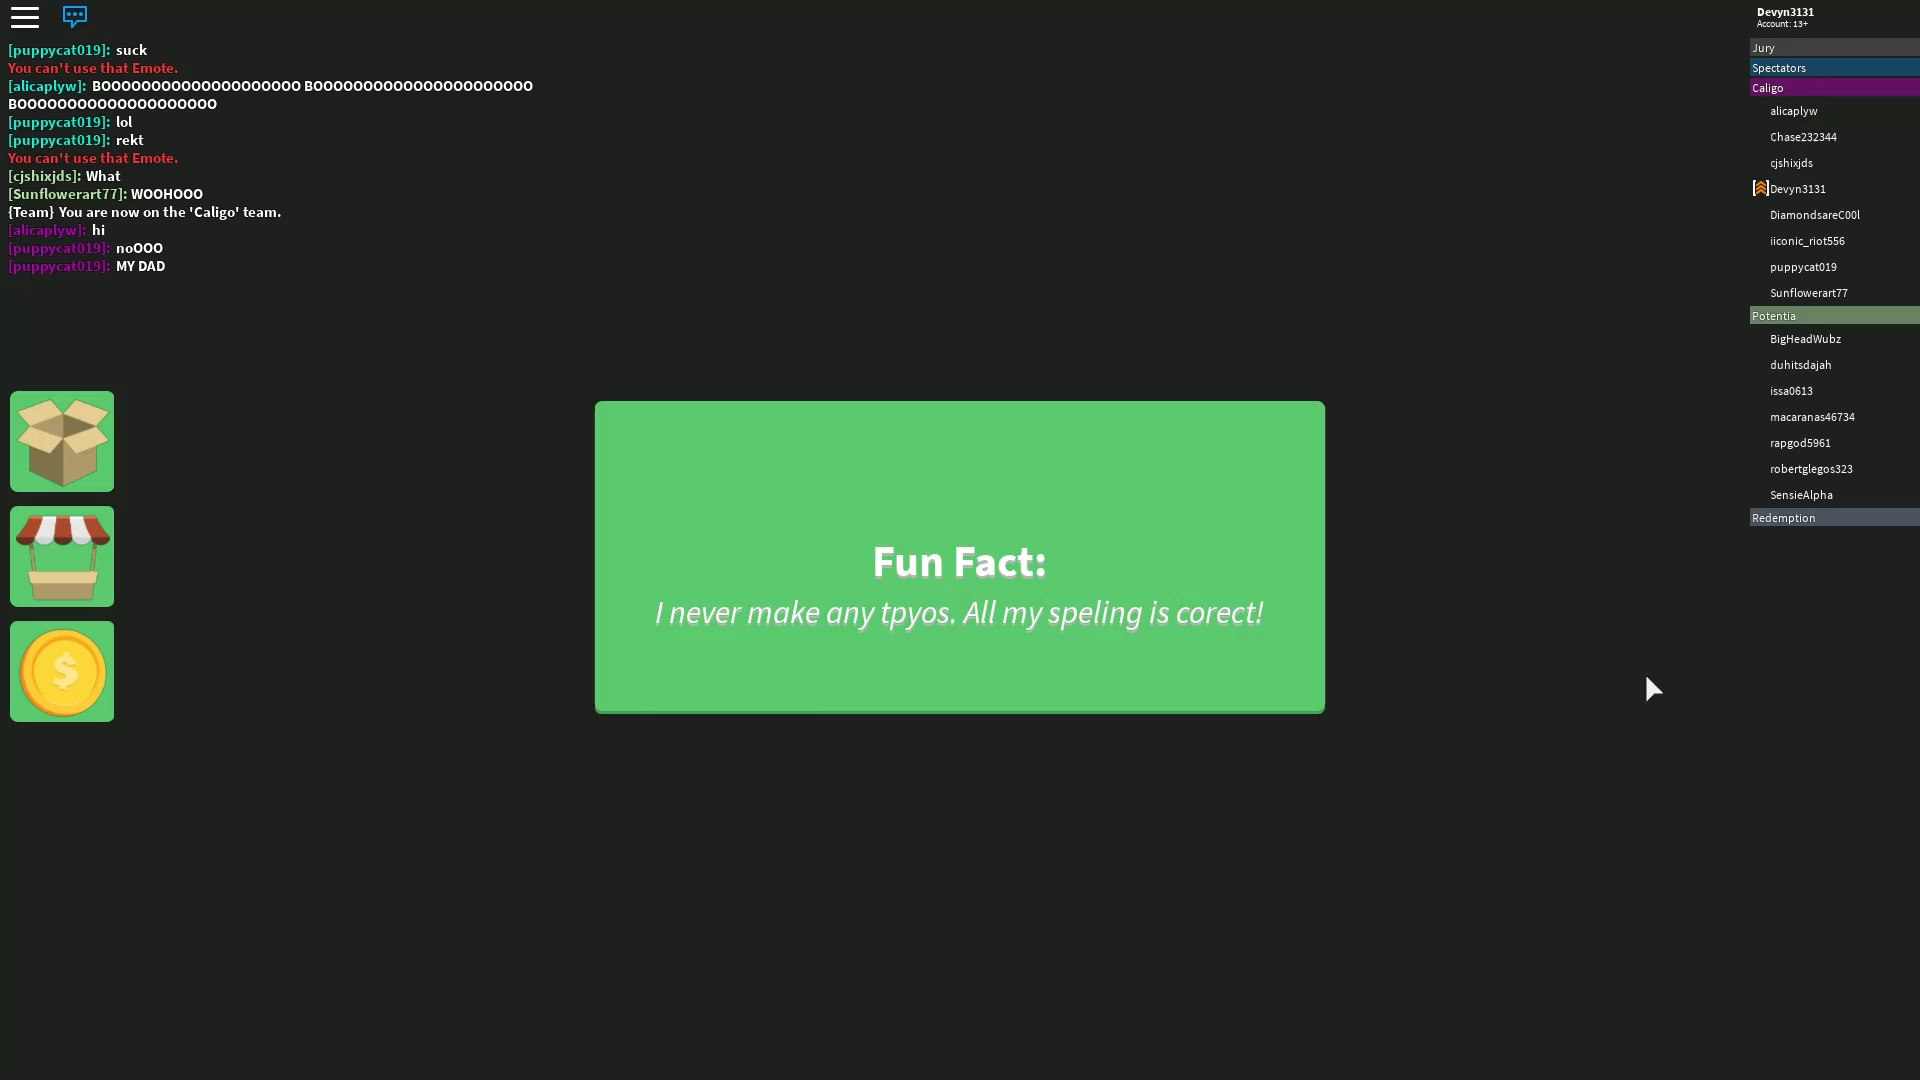 [puppycat019]: suck
You can't use that Emote.
[alicaplyw]: BOOOOOOOOOOOOOOOOOOOO BOOOOOOOOOOOOOOOOOOOOOO
BOOOOOOOOOOOOOOOOOOO
[puppycat019]: lol
[puppycat019]: rekt
You can't use that Emote.
[cjshixjds]: What
[Sunflowerart77]: WOOHOOO
{Team} You are now on the 'Caligo' team.
[alicaplyw]: hi
[puppycat019]: noOOO
[puppycat019]: MY DAD
Fun Fact:
I never make any tpyos. All my speling is corect!
Devyn3131
Account: 13+
Jury
Spectators
Caligo
alicaplyw
Chase232344
cjshixjds
Devyn3131
DiamondsareC00l
iiconic_riot556
puppycat019
Sunflowerart77
Potentia
BigHeadWubz
duhitsdajah
issa0613
macaranas46734
rapgod5961
robertglegos323
SensieAlpha
Redemption